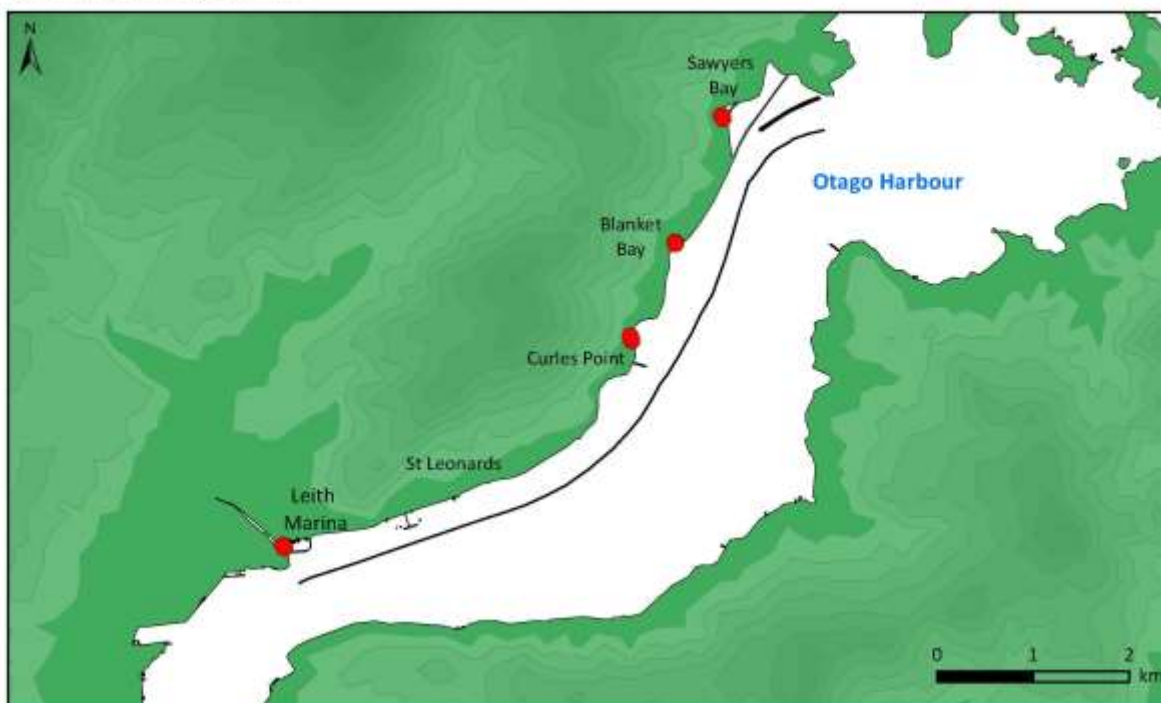 N
Sawyers
Bay
Otago Harbour
Blanket
Bay
Curles Point
St Leonards
Leith
Marina
0 1 2
km